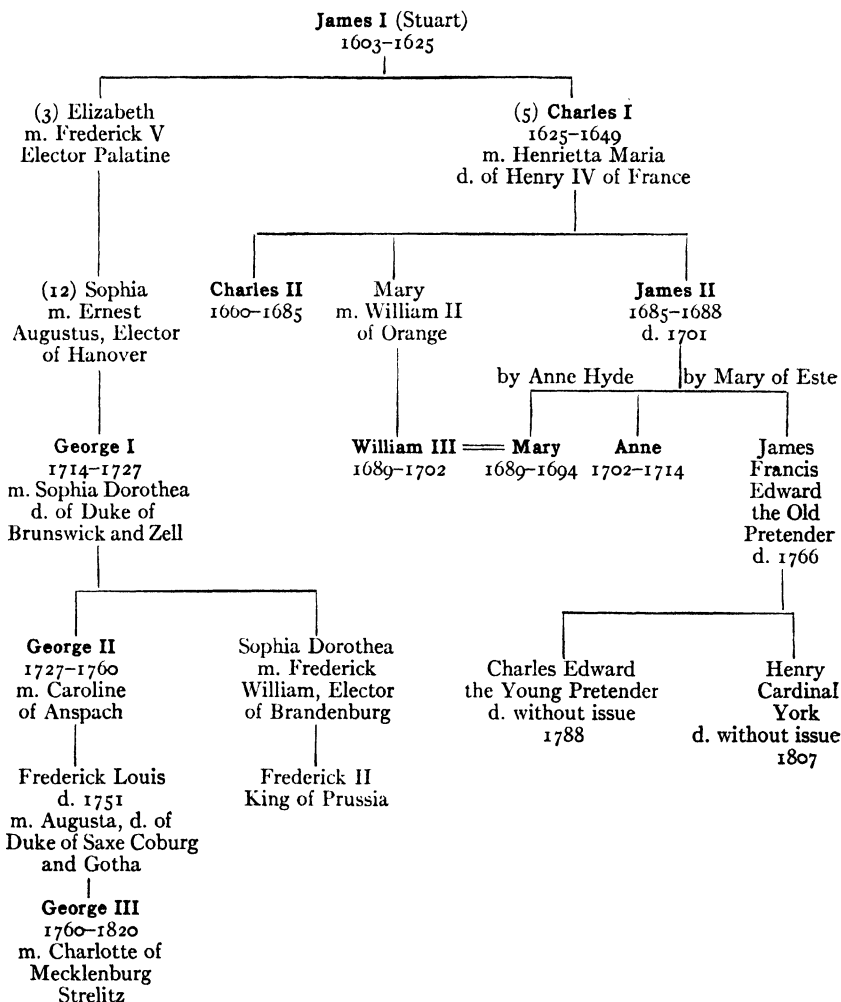 James I (Stuart)
1603–1625
(3) Elizabeth
m. Frederick V
Elector Palatine
(5) Charles I
1625–1649
m. Henrietta Maria
d. of Henry IV of France
(12) Sophia
m. Ernest
Augustus, Elector
of Hanover
Charles II
1660–1685
Mary
m. William II
of Orange
James II
1685–1688
d. 1701
by Anne Hyde
by Mary of Este
George I
1714–1727
m. Sophia Dorothea
d. of Duke of
Brunswick and Zell
William III
1689–1702
Mary
1689–1694
Anne
1702–1714
James
Francis
Edward
the Old
Pretender
d. 1766
George II
1727–1760
m. Caroline
of Anspach
Sophia Dorothea
m. Frederick
William, Elector
of Brandenburg
Charles Edward
the Young Pretender
d. without issue
1788
Henry
Cardinal
York
d. without issue
1807
Frederick Louis
d. 1751
m. Augusta, d. of
Duke of Saxe Coburg
and Gotha
Frederick II
King of Prussia
George III
1760–1820
m. Charlotte of
Mecklenburg
Strelitz